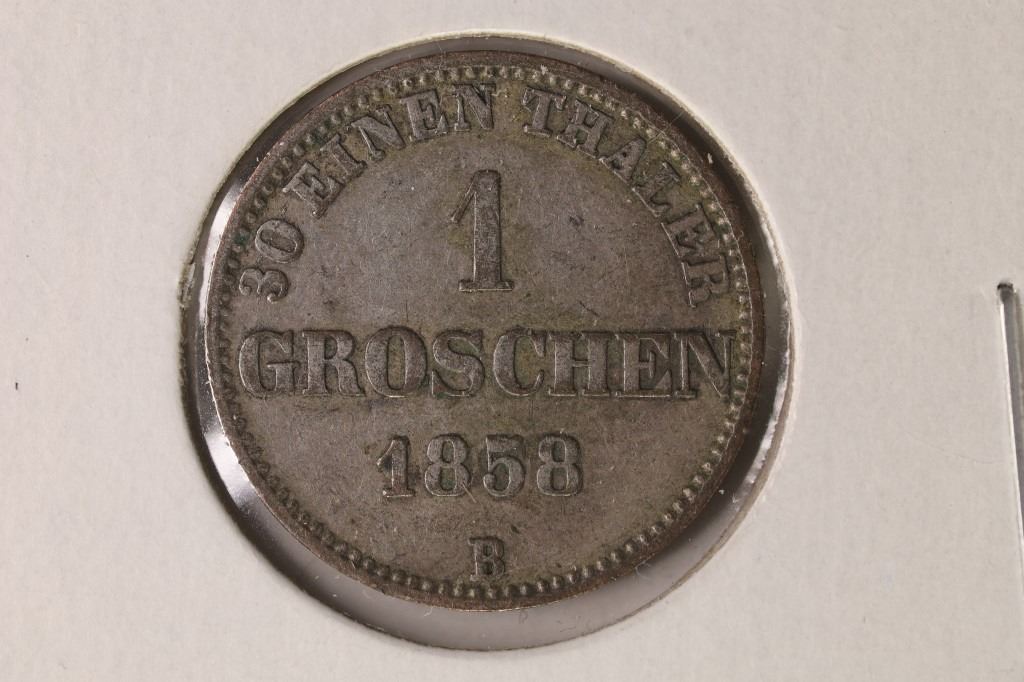 30 EINEN THALER
1
GROSCHEN
1858
B